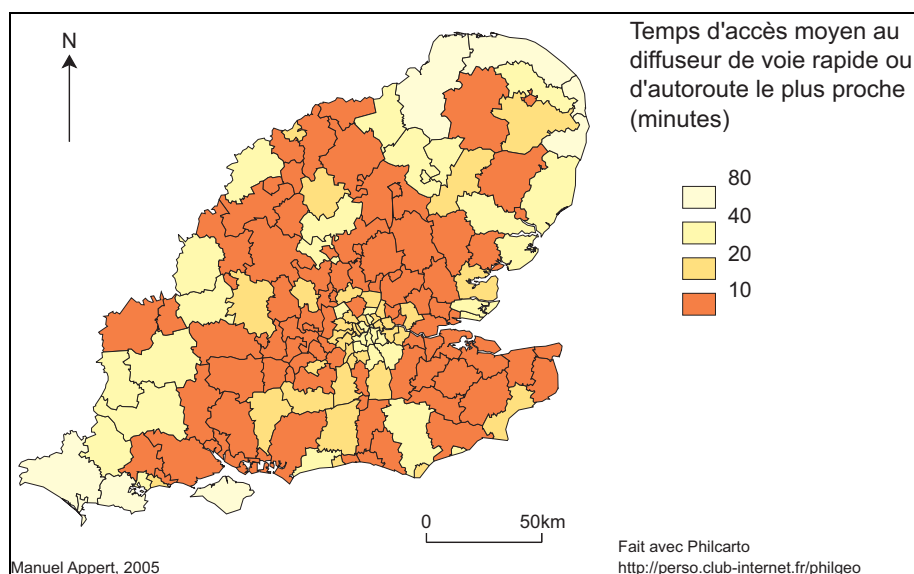 N
Temps d'accès moyen au
diffuseur de voie rapide ou
d'autoroute le plus proche
(minutes)
80
40
20
10
0 50km
Manuel Appert, 2005
Fait avec Philcarto
http://perso.club-internet.fr/philgeo